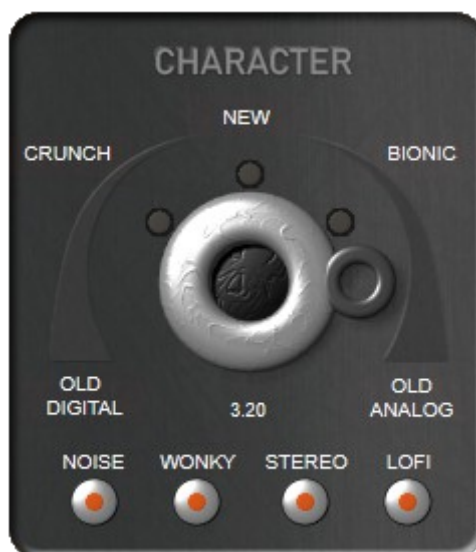 CHARACTER
NEW
CRUNCH
BIONIC
OLD
DIGITAL
3.20
OLD
ANALOG
NOISE
WONKY
STEREO
LOFI